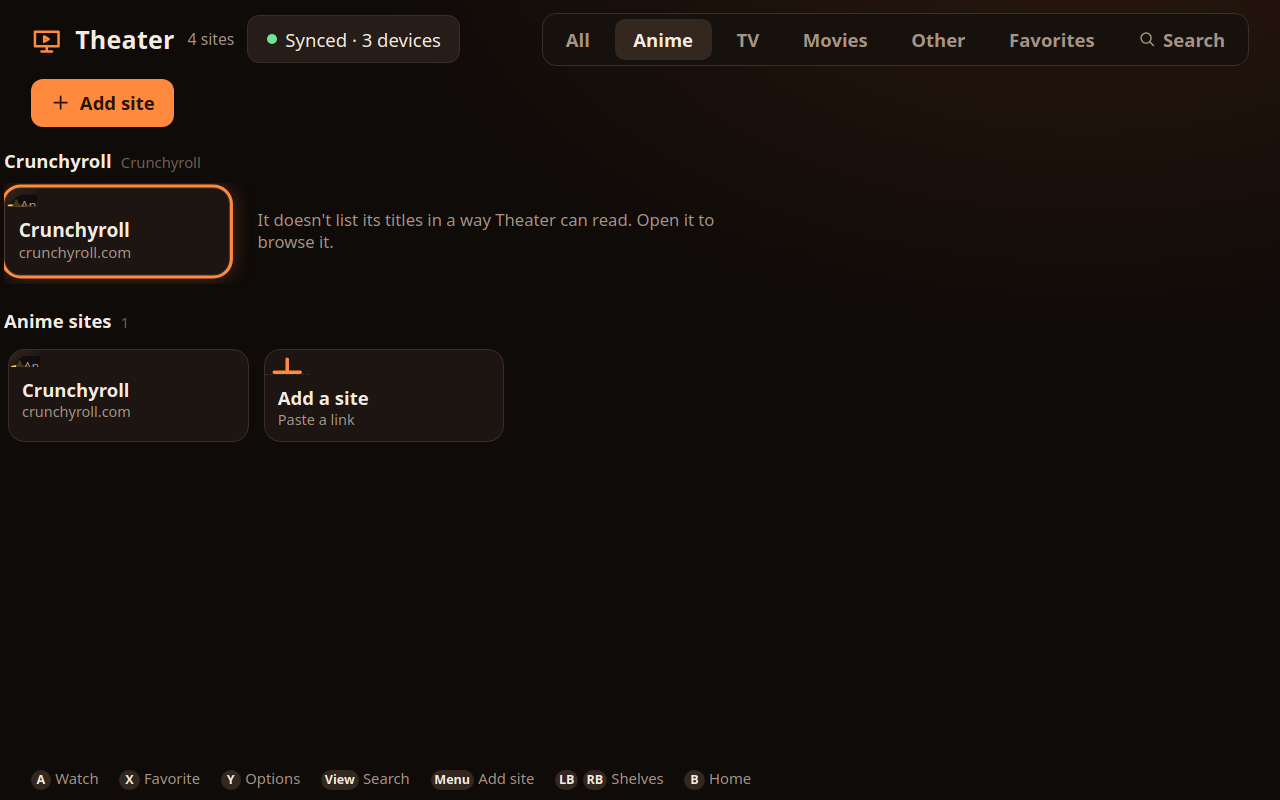 Theater 4 sites Synced · 3 devices All Anime TV Movies Other Favorites Search
Add site
Crunchyroll Crunchyroll
An
Crunchyroll
crunchyroll.com
It doesn't list its titles in a way Theater can read. Open it to
browse it.
Anime sites 1
An
Crunchyroll
crunchyroll.com
Add a site
Paste a link
A Watch X Favorite Y Options View Search Menu Add site LB RB Shelves B Home